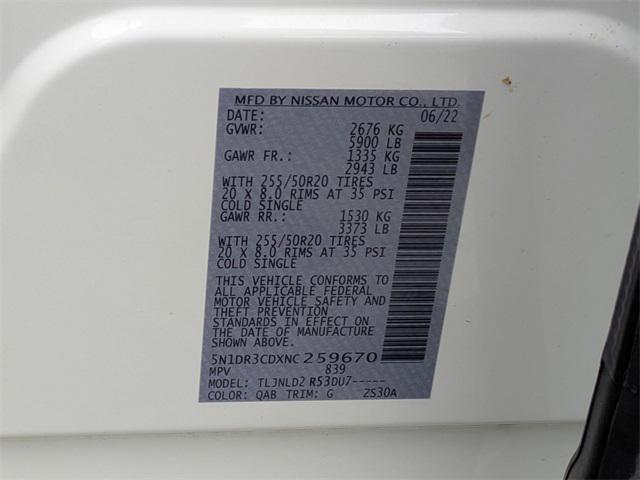 MFD BY NISSAN MOTOR CO., LTD.
DATE: 06/22
GVWR: 2676 KG
5900 LB
GAWR FR.: 1335 KG
2943 LB
WITH 255/50R20 TIRES
20 X 8.0 RIMS AT 35 PSI
COLD SINGLE
GAWR RR.: 1530 KG
3373 LB
WITH 255/50R20 TIRES
20 X 8.0 RIMS AT 35 PSI
COLD SINGLE
THIS VEHICLE CONFORMS TO
ALL APPLICABLE FEDERAL
MOTOR VEHICLE SAFETY AND
THEFT PREVENTION
STANDARDS IN EFFECT ON
THE DATE OF MANUFACTURE
SHOWN ABOVE.
5N1DR3CDXNC259670
MPV 839
MODEL: TLJNLD2 R53DU7-----
COLOR: QAB TRIM: G ZS30A